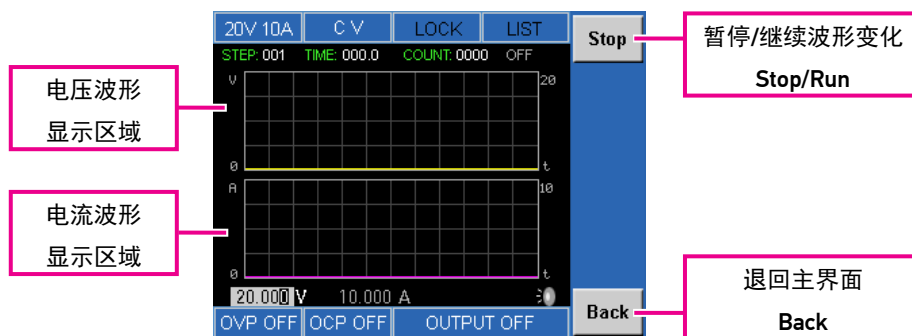 20V 10A CV LOCK LIST
Stop
暂停/继续波形变化
Stop/Run
STEP: 001 TIME: 000.0 COUNT: 0000 OFF
V 20
电压波形
显示区域
0 t
A 10
电流波形
显示区域
0 t
20.000 V 10.000 A
退回主界面
Back
Back
OVP OFF OCP OFF OUTPUT OFF